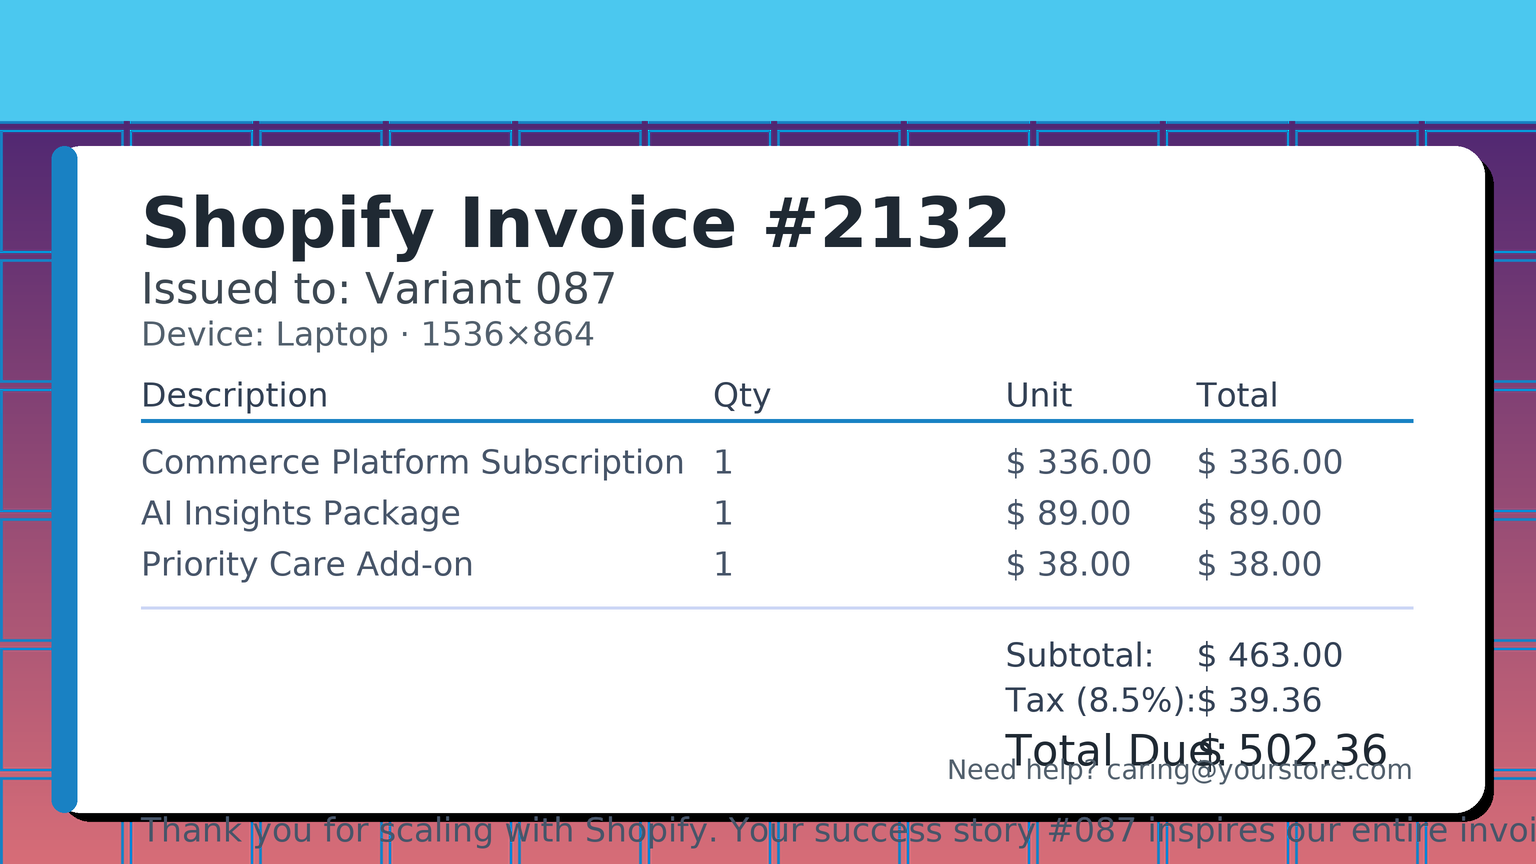 Shopify Invoice #2132
Issued to: Variant 087
Device: Laptop · 1536×864
Description Qty Unit Total
Commerce Platform Subscription 1 $ 336.00 $ 336.00
AI Insights Package 1 $ 89.00 $ 89.00
Priority Care Add-on 1 $ 38.00 $ 38.00
Subtotal: $ 463.00
Tax (8.5%): $ 39.36
Total Due: $ 502.36
Need help? caring@yourstore.com
Thank you for scaling with Shopify. Your success story #087 inspires our entire